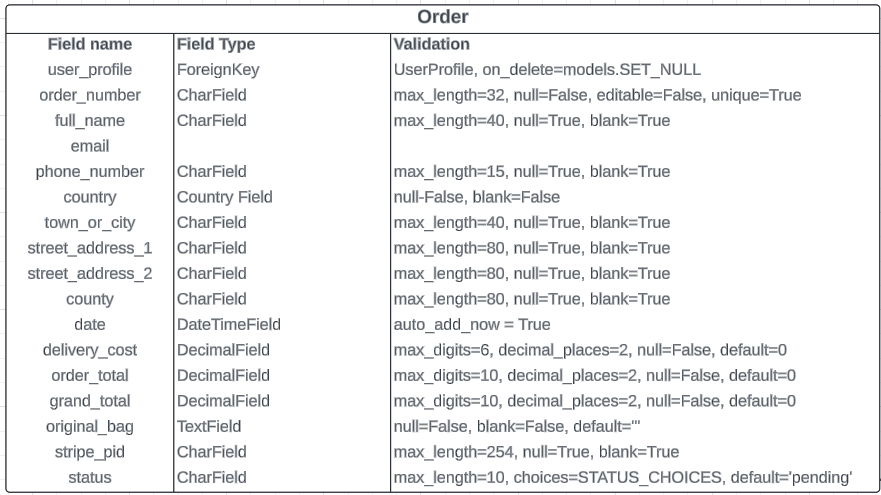 Order
Field name Field Type Validation
user_profile ForeignKey UserProfile, on_delete=models.SET_NULL
order_number CharField max_length=32, null=False, editable=False, unique=True
full_name CharField max_length=40, null=True, blank=True
email
phone_number CharField max_length=15, null=True, blank=True
country Country Field null-False, blank=False
town_or_city CharField max_length=40, null=True, blank=True
street_address_1 CharField max_length=80, null=True, blank=True
street_address_2 CharField max_length=80, null=True, blank=True
county CharField max_length=80, null=True, blank=True
date DateTimeField auto_add_now = True
delivery_cost DecimalField max_digits=6, decimal_places=2, null=False, default=0
order_total DecimalField max_digits=10, decimal_places=2, null=False, default=0
grand_total DecimalField max_digits=10, decimal_places=2, null=False, default=0
original_bag TextField null=False, blank=False, default='"
stripe_pid CharField max_length=254, null=True, blank=True
status CharField max_length=10, choices=STATUS_CHOICES, default='pending'